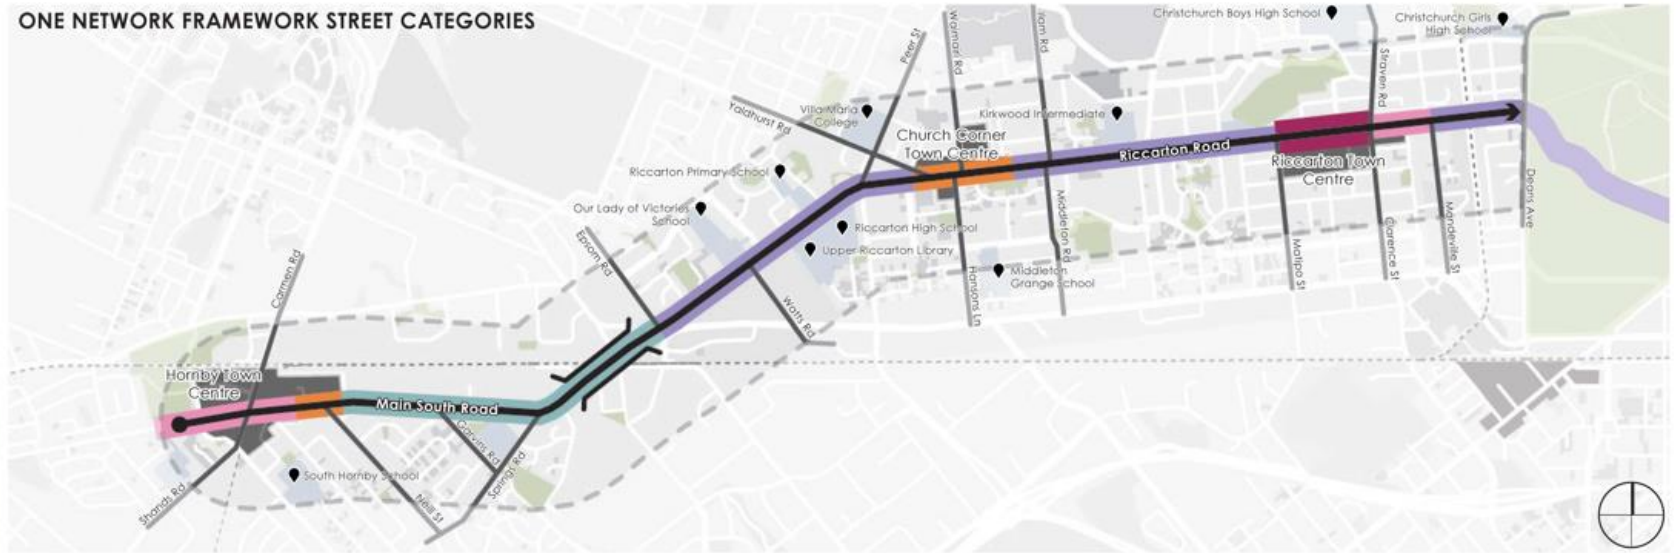 ONE NETWORK FRAMEWORK STREET CATEGORIES
Christchurch Boys High School
Christchurch Girls
High School
Peer St
Waimairi Rd
Straven Rd
Yaldhurst Rd
Villa Maria
College
Kirkwood Intermediate
Church Corner
Town Centre
Riccarton Road
Riccarton Town
Centre
Riccarton Primary School
Our Lady of Victories
School
Riccarton High School
Upper Riccarton Library
Middleton Rd
Deans Ave
Clarence St
Mandeville St
Matipo St
Epsom Rd
Middleton
Grange School
Hansons Ln
Watts Rd
Carmen Rd
Hornby Town
Centre
Main South Road
Garvins Rd
Springs Rd
South Hornby School
Shands Rd
Neill St